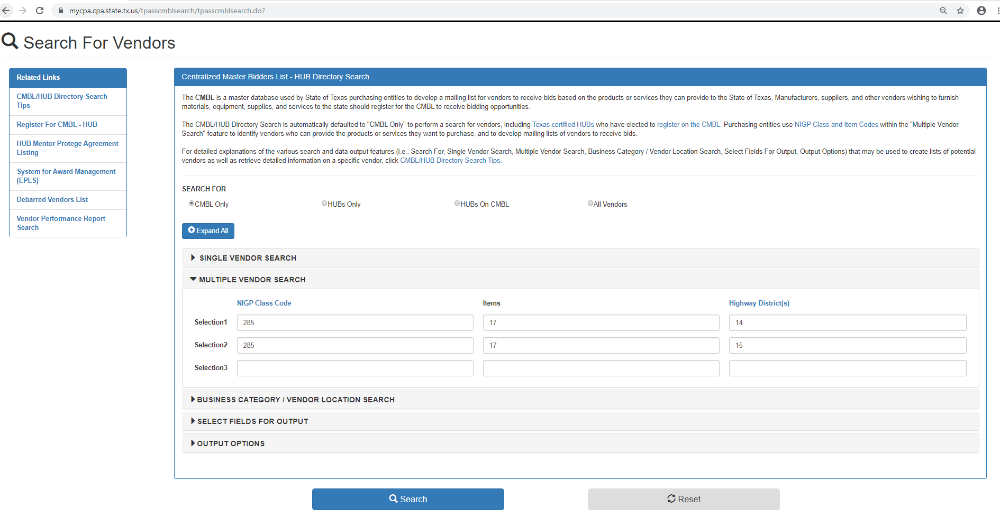 mycpa.cpa.state.tx.us/tpasscmblsearch/tpasscmblsearch.do?
Search For Vendors
Related Links
CMBL/HUB Directory Search
Tips
Register For CMBL - HUB
HUB Mentor Protege Agreement
Listing
System for Award Management
(EPLS)
Debarred Vendors List
Vendor Performance Report
Search
Centralized Master Bidders List - HUB Directory Search
The CMBL is a master database used by State of Texas purchasing entities to develop a mailing list for vendors to receive bids based on the products or services they can provide to the State of Texas. Manufacturers, suppliers, and other vendors wishing to furnish
materials, equipment, supplies, and services to the state should register for the CMBL to receive bidding opportunities.
The CMBL/HUB Directory Search is automatically defaulted to "CMBL Only" to perform a search for vendors, including Texas certified HUBs who have elected to register on the CMBL. Purchasing entities use NIGP Class and Item Codes within the "Multiple Vendor
Search" feature to identify vendors who can provide the products or services they want to purchase, and to develop mailing lists of vendors to receive bids.
For detailed explanations of the various search and data output features (i.e., Search For, Single Vendor Search, Multiple Vendor Search, Business Category / Vendor Location Search, Select Fields For Output, Output Options) that may be used to create lists of potential
vendors as well as retrieve detailed information on a specific vendor, click CMBL/HUB Directory Search Tips.
SEARCH FOR
CMBL Only HUBs Only HUBs On CMBL All Vendors
Expand All
SINGLE VENDOR SEARCH
MULTIPLE VENDOR SEARCH
NIGP Class Code Items Highway District(s)
Selection1 285 17 14
Selection2 285 17 15
Selection3
BUSINESS CATEGORY / VENDOR LOCATION SEARCH
SELECT FIELDS FOR OUTPUT
OUTPUT OPTIONS
Search Reset